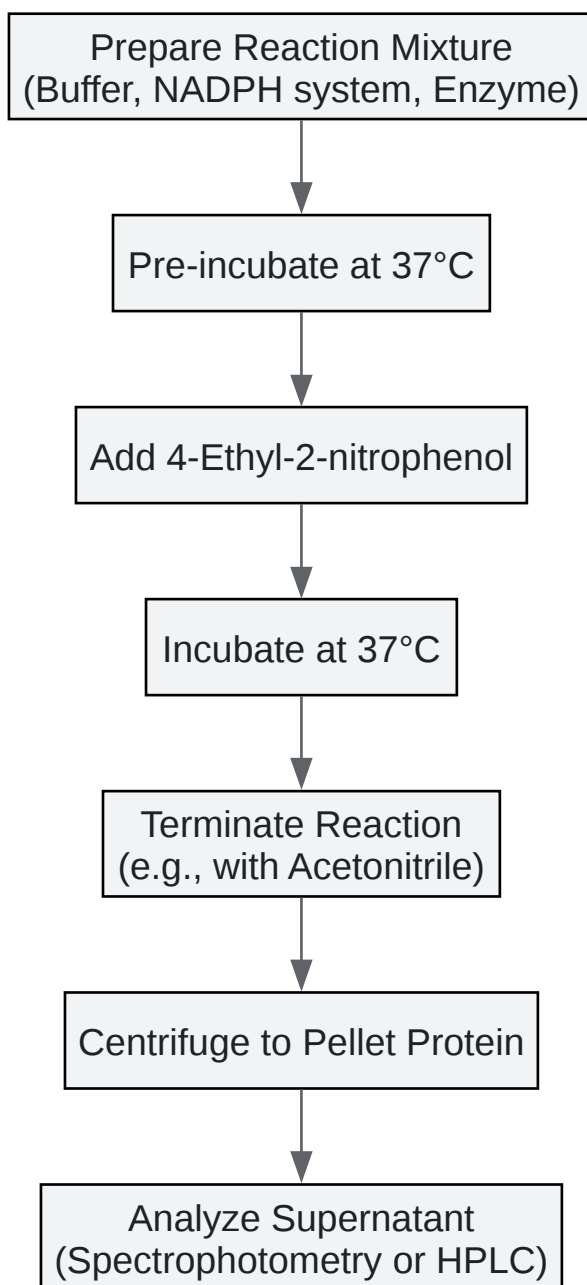 Prepare Reaction Mixture
(Buffer, NADPH system, Enzyme)
Pre-incubate at 37°C
Add 4-Ethyl-2-nitrophenol
Incubate at 37°C
Terminate Reaction
(e.g., with Acetonitrile)
Centrifuge to Pellet Protein
Analyze Supernatant
(Spectrophotometry or HPLC)